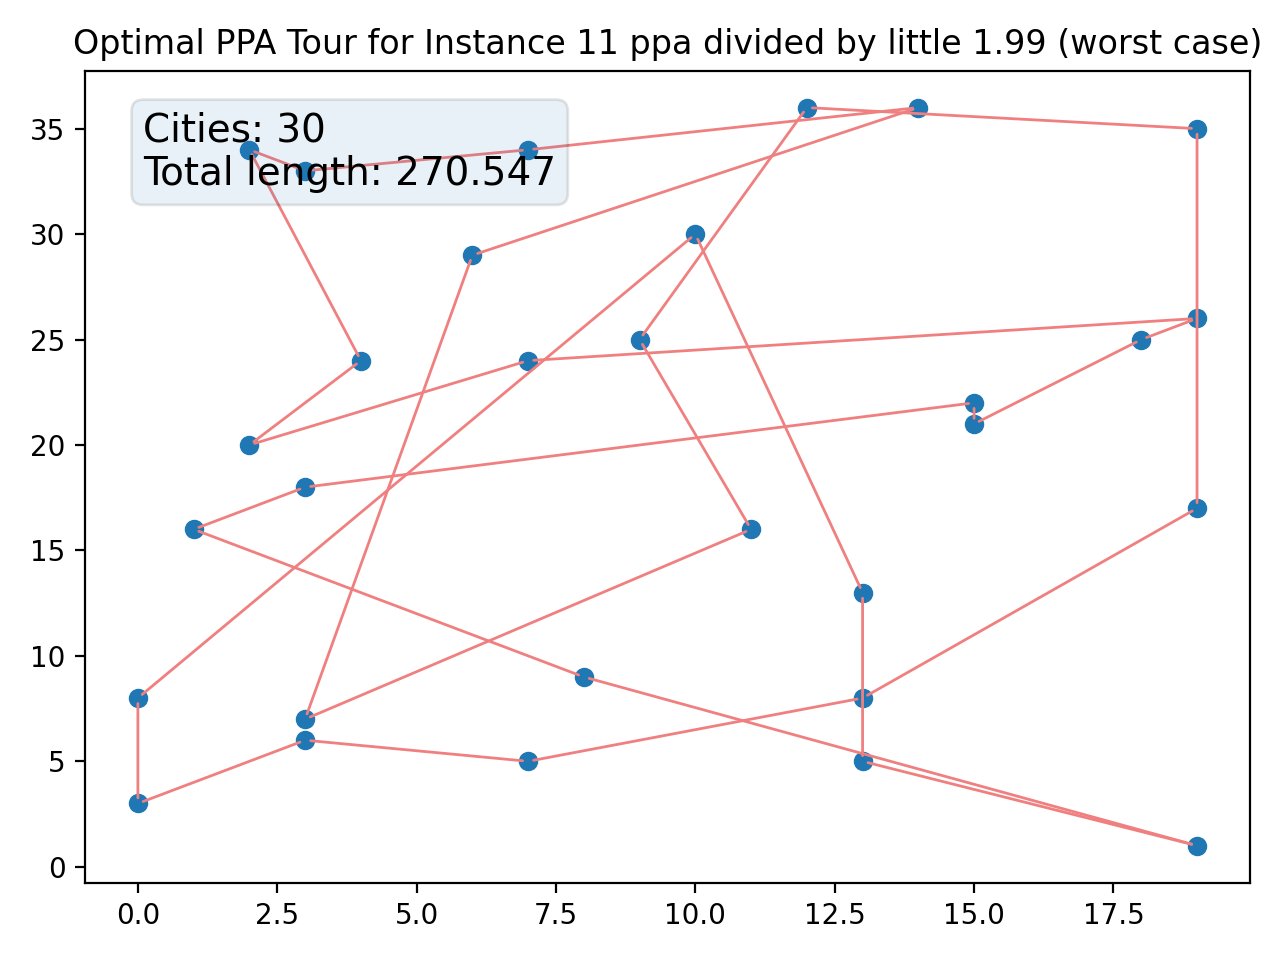 Optimal PPA Tour for Instance 11 ppa divided by little 1.99 (worst case)
Cities: 30
Total length: 270.547
35
30
25
20
15
10
5
0
0.0 2.5 5.0 7.5 10.0 12.5 15.0 17.5